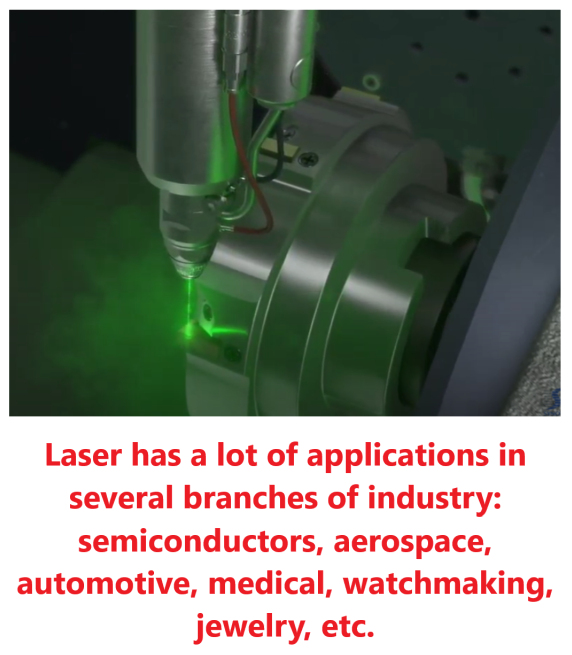 Laser has a lot of applications in
several branches of industry:
semiconductors, aerospace,
automotive, medical, watchmaking,
jewelry, etc.